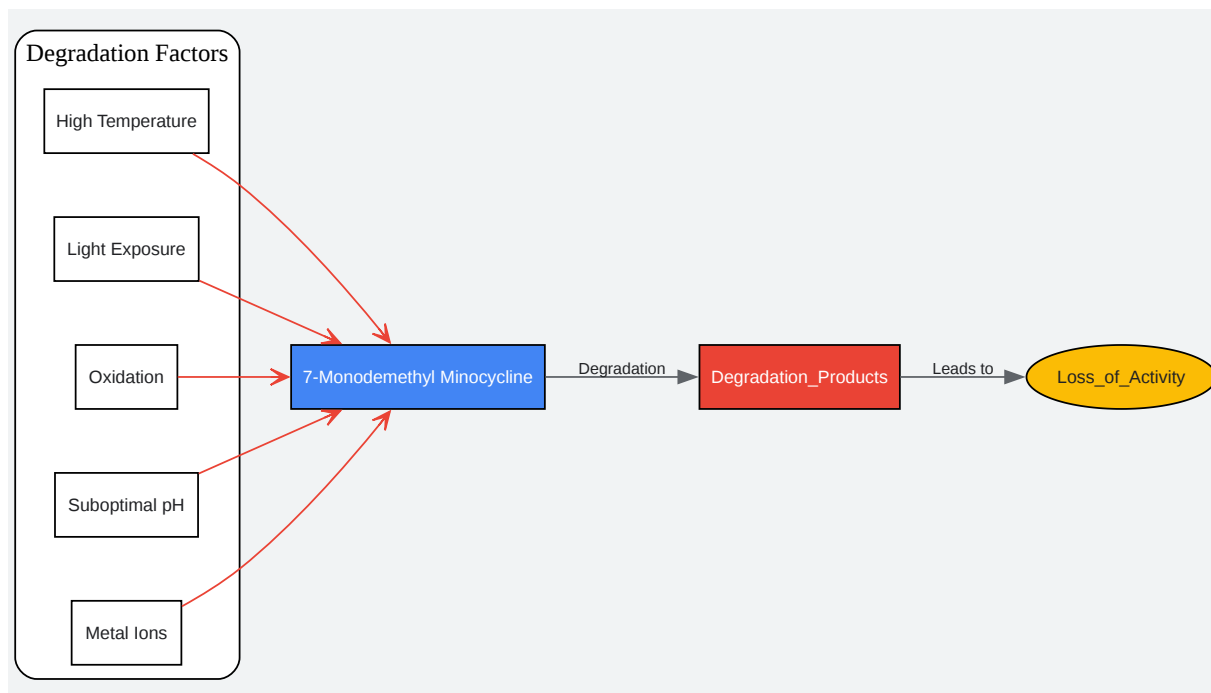 Degradation Factors
High Temperature
Light Exposure
Oxidation
Suboptimal pH
Metal Ions
7-Monodemethyl Minocycline
Degradation
Degradation_Products
Leads to
Loss_of_Activity